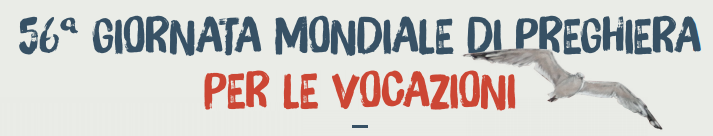 56ª GIORNATA MONDIALE DI PREGHIERA
PER LE VOCAZIONI